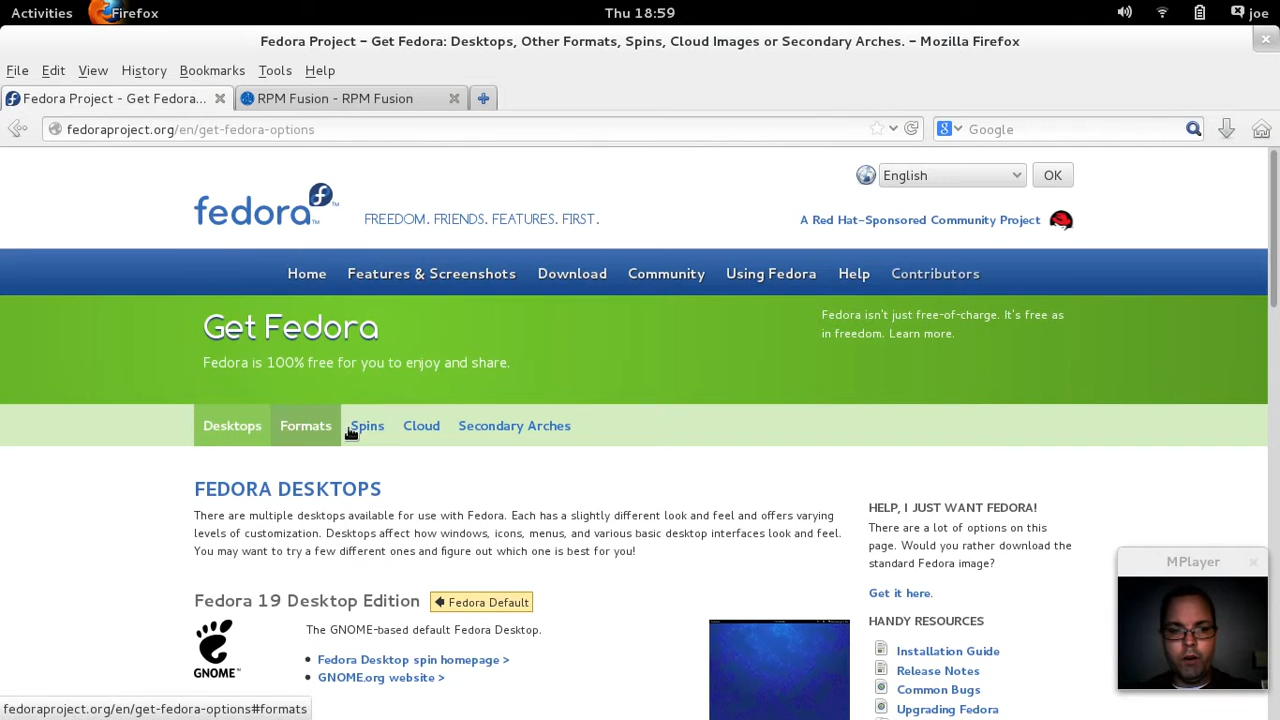 Activities Firefox Thu 18:59 joe
Fedora Project – Get Fedora: Desktops, Other Formats, Spins, Cloud Images or Secondary Arches. – Mozilla Firefox
File Edit View History Bookmarks Tools Help
Fedora Project - Get Fedora... RPM Fusion - RPM Fusion
fedoraproject.org/en/get-fedora-options Google
English OK
fedora™ FREEDOM. FRIENDS. FEATURES. FIRST. A Red Hat-Sponsored Community Project
Home Features & Screenshots Download Community Using Fedora Help Contributors
Get Fedora
Fedora is 100% free for you to enjoy and share.
Fedora isn't just free-of-charge. It's free as
in freedom. Learn more.
Desktops Formats Spins Cloud Secondary Arches
FEDORA DESKTOPS
There are multiple desktops available for use with Fedora. Each has a slightly different look and feel and offers varying
levels of customization. Desktops affect how windows, icons, menus, and various basic desktop interfaces look and feel.
You may want to try a few different ones and figure out which one is best for you!
Fedora 19 Desktop Edition Fedora Default
The GNOME-based default Fedora Desktop.
GNOME™
Fedora Desktop spin homepage >
GNOME.org website >
HELP, I JUST WANT FEDORA!
There are a lot of options on this
page. Would you rather download the
standard Fedora image?
Get it here.
HANDY RESOURCES
Installation Guide
Release Notes
Common Bugs
Upgrading Fedora
MPlayer
fedoraproject.org/en/get-fedora-options#formats